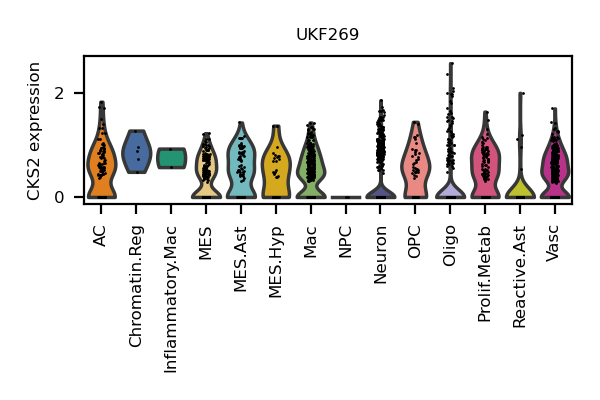 UKF269
CKS2 expression
2
0
AC
Chromatin.Reg
Inflammatory.Mac
MES
MES.Ast
MES.Hyp
Mac
NPC
Neuron
OPC
Oligo
Prolif.Metab
Reactive.Ast
Vasc